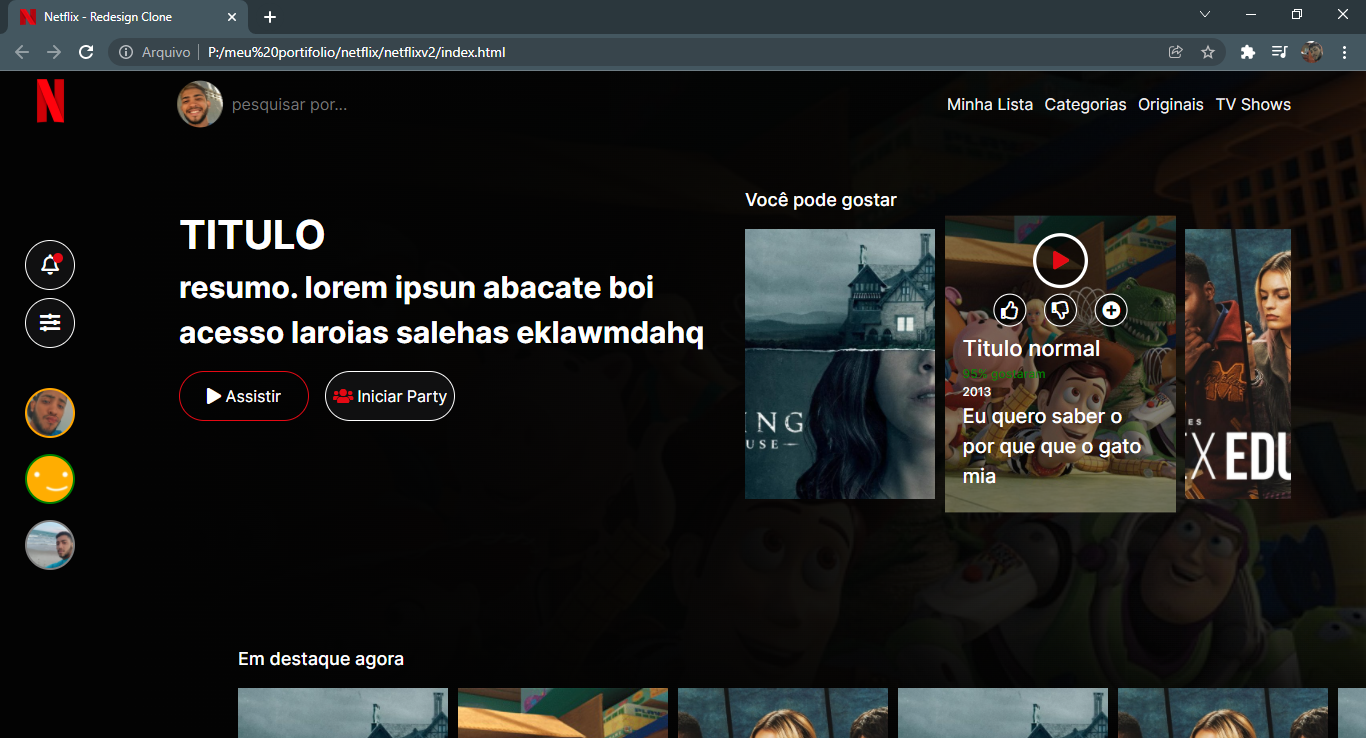 Netflix - Redesign Clone
Arquivo
P:/meu%20portifolio/netflix/netflixv2/index.html
N
pesquisar por...
Minha Lista Categorias Originais TV Shows
TITULO
resumo. lorem ipsun abacate boi
acesso laroias salehas eklawmdahq
Assistir
Iniciar Party
Você pode gostar
ING
USE
Titulo normal
95% gostaram
2013
Eu quero saber o
por que que o gato
mia
ES
X EDU
Em destaque agora